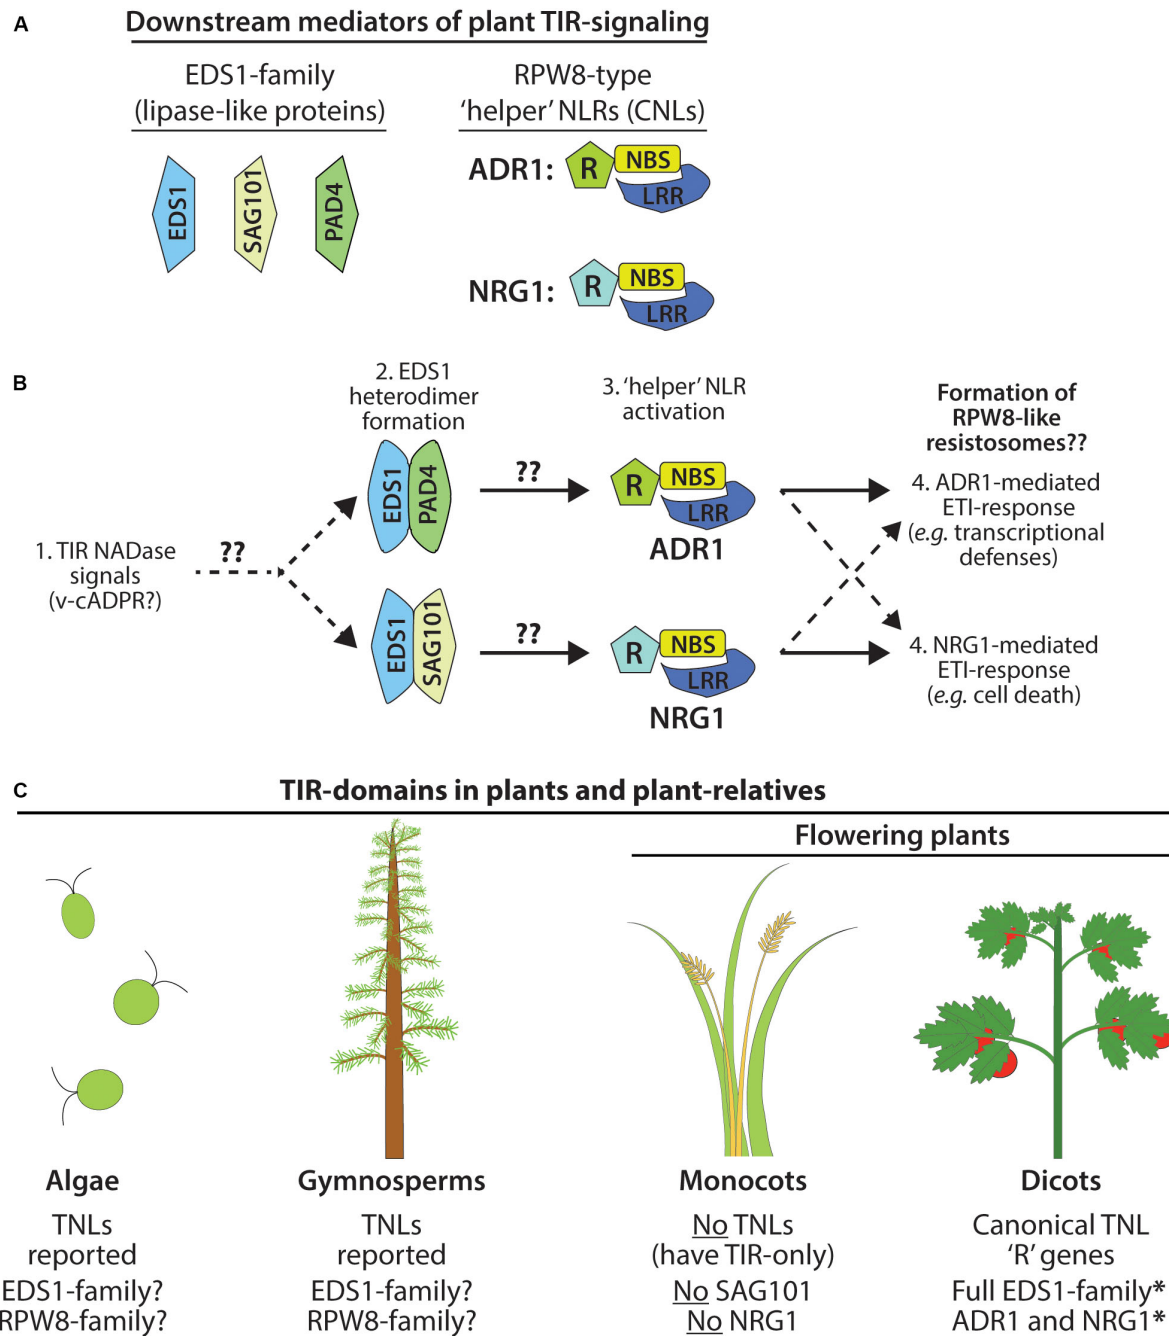 A
Downstream mediators of plant TIR-signaling
EDS1-family
(lipase-like proteins)
RPW8-type
‘helper’ NLRs (CNLs)
EDS1
SAG101
PAD4
ADR1:
R
NBS
LRR
NRG1:
R
NBS
LRR
B
1. TIR NADase
signals
(v-cADPR?)
??
2. EDS1
heterodimer
formation
EDS1
PAD4
EDS1
SAG101
??
??
3. ‘helper’ NLR
activation
R
NBS
LRR
ADR1
R
NBS
LRR
NRG1
Formation of
RPW8-like
resistosomes??
4. ADR1-mediated
ETI-response
(e.g. transcriptional
defenses)
4. NRG1-mediated
ETI-response
(e.g. cell death)
C
TIR-domains in plants and plant-relatives
Flowering plants
Algae
TNLs
reported
EDS1-family?
RPW8-family?
Gymnosperms
TNLs
reported
EDS1-family?
RPW8-family?
Monocots
No TNLs
(have TIR-only)
No SAG101
No NRG1
Dicots
Canonical TNL
‘R’ genes
Full EDS1-family*
ADR1 and NRG1*